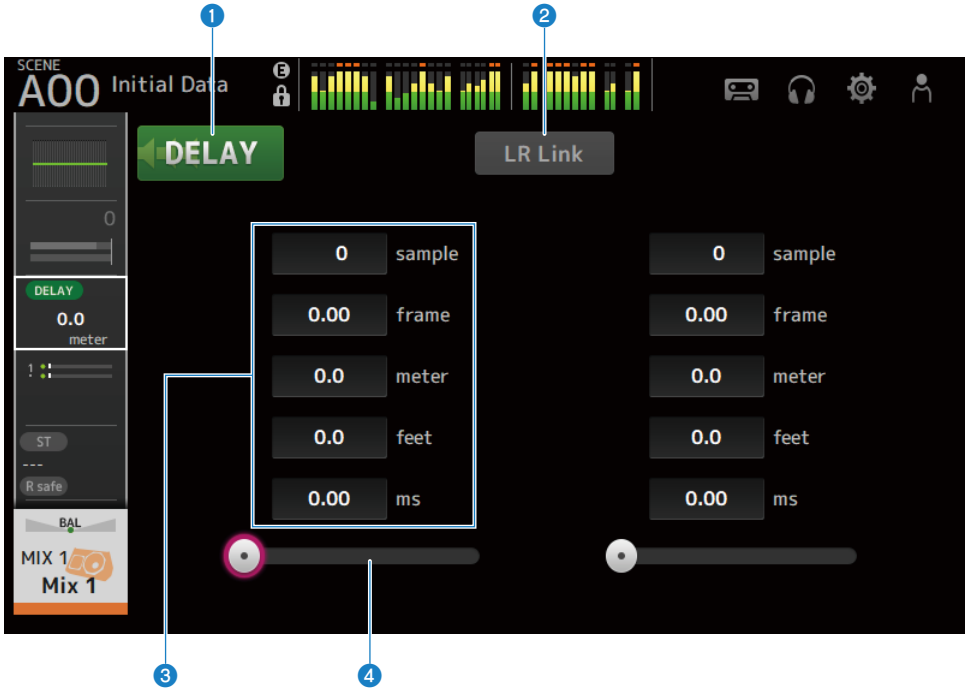 1 2
SCENE
A00 Initial Data
E
DELAY LR Link
0
0 sample 0 sample
DELAY
0.0
meter
0.00 frame 0.00 frame
1
!
0.0 meter 0.0 meter
ST
---
R safe
0.0 feet 0.0 feet
0.00 ms 0.00 ms
BAL
MIX 1
Mix 1
3 4